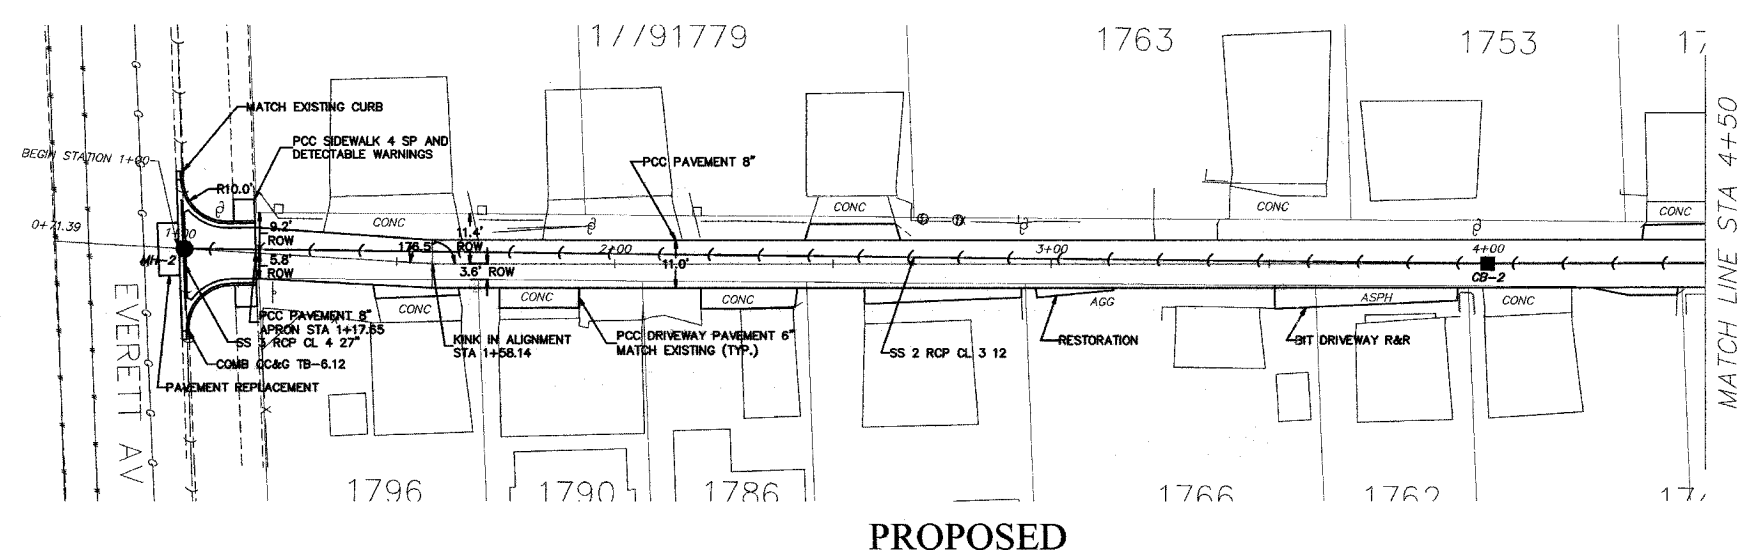 1779
1779
1763
1753
17
MATCH EXISTING CURB
PCC SIDEWALK 4 SP AND
DETECTABLE WARNINGS
BEGIN STATION 1+00
PCC PAVEMENT 8"
R10.0'
0+71.39
1+00
9.2'
ROW
5.8'
ROW
CONC
176.5°
11.4'
ROW
3.6' ROW
2+00
11.0'
CONC
3+00
CONC
4+00
CONC
CB-2
MH-2
CONC
CONC
CONC
AGG
ASPH
CONC
PCC PAVEMENT 8"
APRON STA 1+17.65
SS 3 RCP CL 4 27"
COMB CC&G TB-6.12
PAVEMENT REPLACEMENT
KINK IN ALIGNMENT
STA 1+58.14
PCC DRIVEWAY PAVEMENT 6"
MATCH EXISTING (TYP.)
SS 2 RCP CL 3 12
RESTORATION
BIT DRIVEWAY R&R
EVERETT AV
MATCH LINE STA 4+50
1796
1790
1786
1766
1762
PROPOSED